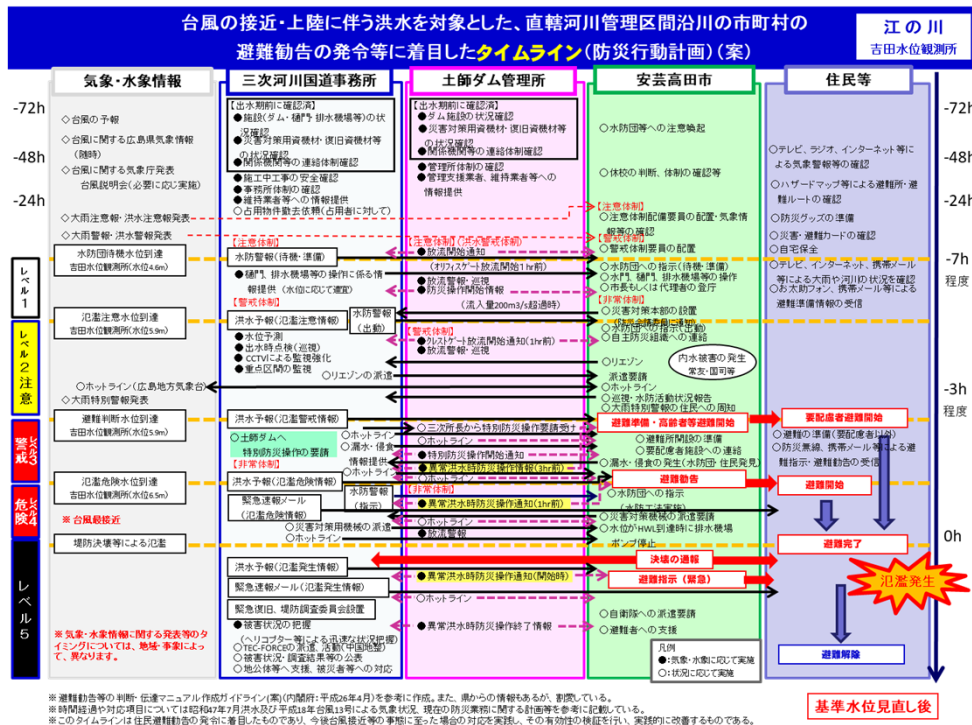 台風の接近・上陸に伴う洪水を対象とした、直轄河川管理区間沿川の市町村の
避難勧告の発令等に着目したタイムライン(防災行動計画)(案)
江の川
吉田水位観測所
気象・水象情報
三次河川国道事務所
土師ダム管理所
安芸高田市
住民等
-72h
-48h
-24h
-72h
-48h
-24h
-7h
程度
-3h
程度
0h
レベル1
レベル2注意
レベル3
警戒
レベル4
危険
レベル5
◇台風の予報
◇台風に関する広島県気象情報
(随時)
◇台風に関する気象庁発表
台風説明会(必要に応じ実施)
◇大雨注意報・洪水注意報発表
◇大雨警報・洪水警報発表
水防団待機水位到達
吉田水位観測所(水位4.6m)
氾濫注意水位到達
吉田水位観測所(水位5.9m)
○ホットライン(広島地方気象台)
◇大雨特別警報発表
避難判断水位到達
吉田水位観測所(水位5.9m)
氾濫危険水位到達
吉田水位観測所(水位6.5m)
※ 台風最接近
堤防決壊等による氾濫
※ 気象・水象情報に関する発表等のタイミングについては、地域・事象によって、異なります。
【出水期前に確認済】
●施設(ダム・樋門・排水機場等)の状況確認
●災害対策用資機材・復旧資機材等の状況確認
●関係機関等の連絡体制確認
●施工中工事の安全確認
●事務所体制の確認
●維持業者等への情報提供
○占用物件撤去依頼(占用者に対して)
【注意体制】
水防警報(待機・準備)
●樋門、排水機場等の操作に係る情報提供(水位に応じて適宜)
【警戒体制】
洪水予報(氾濫注意情報)
水防警報
(出動)
●水位予測
●出水時点検(巡視)
●CCTVによる監視強化
●重点区間の監視
○リエゾンの派遣
洪水予報(氾濫警戒情報)
○土師ダムへ
特別防災操作の要請
○ホットライン
○漏水・侵食
情報提供
○ホットライン
【非常体制】
洪水予報(氾濫危険情報)
水防警報
(指示)
緊急速報メール
(氾濫危険情報)
○災害対策用機械の派遣
○ホットライン
洪水予報(氾濫発生情報)
緊急速報メール(氾濫発生情報)
緊急復旧、堤防調査委員会設置
●被害状況の把握
(ヘリコプター等による迅速な状況把握)
○TEC-FORCEの派遣、活動(中国地整)
○被害状況・調査結果等の公表
○地公体等へ支援、被災者等への対応
【出水期前に確認済】
●ダム施設の状況確認
●災害対策用資機材・復旧資機材等の状況確認
●関係機関等の連絡体制確認
●管理所体制の確認
●管理支援業者、維持業者等への情報提供
【注意体制】(洪水警戒体制)
●放流開始通知
(オリフィスゲート放流開始1hr前)
●放流警報・巡視
●防災操作開始情報
(流入量200m3/s超過時)
【警戒体制】
●クレストゲート放流開始通知(1hr前)
●放流警報・巡視
○三次所長から特別防災操作要請受け
○ホットライン
●特別防災操作開始通知
○ホットライン
●異常洪水時防災操作情報(3hr前)
○ホットライン
【非常体制】
●異常洪水時防災操作通知(1hr前)
○ホットライン
●放流警報
●異常洪水時防災操作通知(開始時)
○ホットライン
●異常洪水時防災操作終了情報
○水防団等への注意喚起
○休校の判断、体制の確認等
【注意体制】
○注意体制配備要員の配置・気象情報等の確認
【警戒体制】
○警戒体制要員の配置
○水防団への指示(待機・準備)
○水門、樋門、排水機場等の操作
○市長もしくは代理者の登庁
【非常体制】
○災害対策本部の設置
○水防団への指示(出動)
○自主防災組織への連絡
○リエゾン
派遣要請
内水被害の発生
常友・国司等
○ホットライン
○巡視・水防活動状況報告
○大雨特別警報の住民への周知
避難準備・高齢者等避難開始
○避難所開設の準備
○要配慮者施設への連絡
○漏水・侵食の発生(水防団・住民発見)
避難勧告
○水防団への指示
(水防工法実施)
○災害対策機械の派遣要請
○水位がHWL到達時に排水機場
ポンプ停止
決壊の通報
避難指示(緊急)
○自衛隊への派遣要請
○避難者への支援
凡例
●:気象・水象に応じて実施
○:状況に応じて実施
○テレビ、ラジオ、インターネット等による気象警報等の確認
○ハザードマップ等による避難所・避難ルートの確認
○防災グッズの準備
○災害・避難カードの確認
○自宅保全
○テレビ、インターネット、携帯メール等による大雨や河川の状況を確認
○お太助フォン、携帯メール等による避難準備情報の受信
要配慮者避難開始
○避難の準備(要配慮者以外)
○防災無線、携帯メール等による避難指示・避難勧告の受信
避難開始
避難完了
氾濫発生
避難解除
基準水位見直し後
※ 避難勧告等の判断・伝達マニュアル作成ガイドライン(案)(内閣府:平成26年4月)を参考に作成。また、県からの情報もあるが、割愛している。
※ 時間経過や対応項目については昭和47年7月洪水及び平成18年台風13号による気象状況、現在の防災業務に関する計画等を参考に記載している。
※このタイムラインは住民避難勧告の発令に着目したものであり、今後台風接近等の事態に至った場合の対応を実践し、その有効性の検証を行い、実践的に改善するものである。